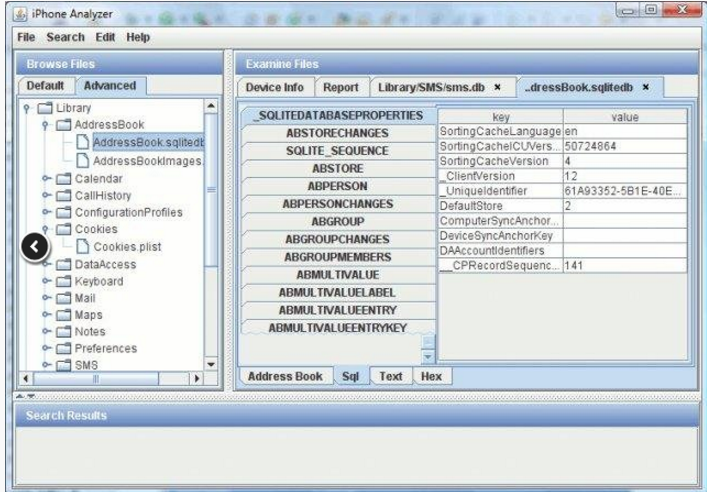 iPhone Analyzer
File Search Edit Help
Browse Files
Default Advanced
Library
AddressBook
AddressBook.sqlitedb
AddressBookImages.
Calendar
CallHistory
ConfigurationProfiles
Cookies
Cookies.plist
DataAccess
Keyboard
Mail
Maps
Notes
Preferences
SMS
Examine Files
Device Info Report Library/SMS/sms.db × ..dressBook.sqlitedb ×
_SQLITEDATABASEPROPERTIES
ABSTORECHANGES
SQLITE_SEQUENCE
ABSTORE
ABPERSON
ABPERSONCHANGES
ABGROUP
ABGROUPCHANGES
ABGROUPMEMBERS
ABMULTIVALUE
ABMULTIVALUELABEL
ABMULTIVALUEENTRY
ABMULTIVALUEENTRYKEY
key value
SortingCacheLanguage en
SortingCacheICUVers... 50724864
SortingCacheVersion 4
_ClientVersion 12
_UniqueIdentifier 61A93352-5B1E-40E...
DefaultStore 2
ComputerSyncAnchor...
DeviceSyncAnchorKey
DAAccountIdentifiers
__CPRecordSequenc... 141
Address Book Sql Text Hex
Search Results